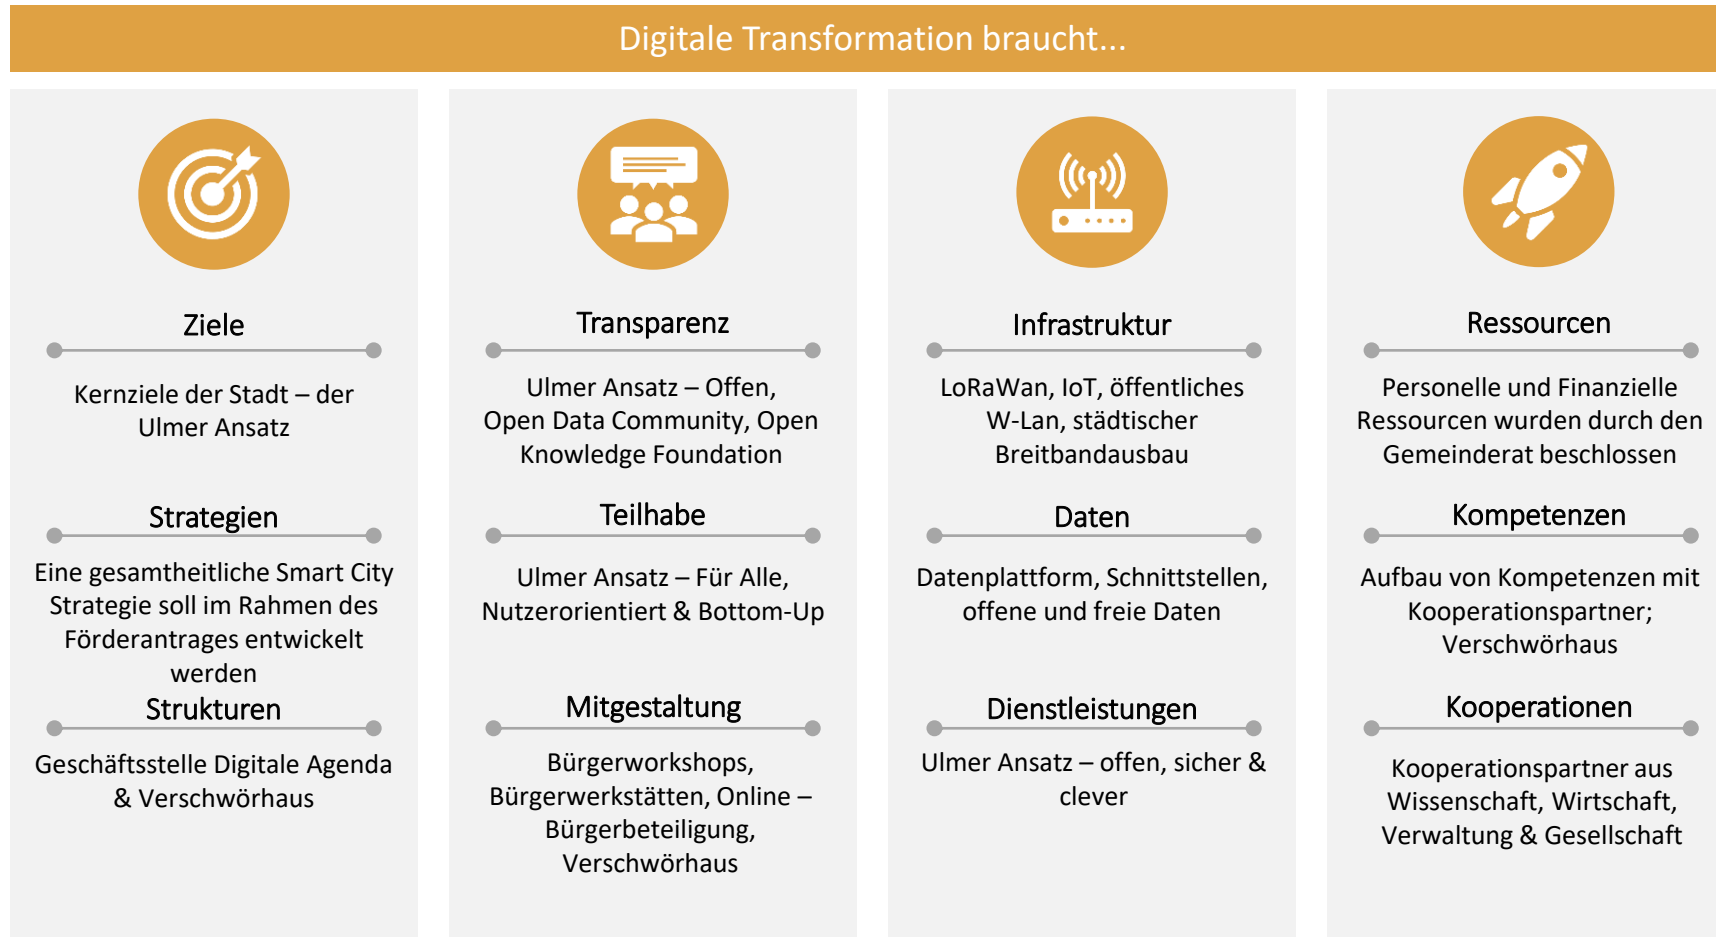 Digitale Transformation braucht...
Ziele
Kernziele der Stadt – der
Ulmer Ansatz
Strategien
Eine gesamtheitliche Smart City
Strategie soll im Rahmen des
Förderantrages entwickelt
werden
Strukturen
Geschäftsstelle Digitale Agenda
& Verschwörhaus
Transparenz
Ulmer Ansatz – Offen,
Open Data Community, Open
Knowledge Foundation
Teilhabe
Ulmer Ansatz – Für Alle,
Nutzerorientiert & Bottom-Up
Mitgestaltung
Bürgerworkshops,
Bürgerwerkstätten, Online –
Bürgerbeteiligung,
Verschwörhaus
Infrastruktur
LoRaWan, IoT, öffentliches
W-Lan, städtischer
Breitbandausbau
Daten
Datenplattform, Schnittstellen,
offene und freie Daten
Dienstleistungen
Ulmer Ansatz – offen, sicher &
clever
Ressourcen
Personelle und Finanzielle
Ressourcen wurden durch den
Gemeinderat beschlossen
Kompetenzen
Aufbau von Kompetenzen mit
Kooperationspartner;
Verschwörhaus
Kooperationen
Kooperationspartner aus
Wissenschaft, Wirtschaft,
Verwaltung & Gesellschaft